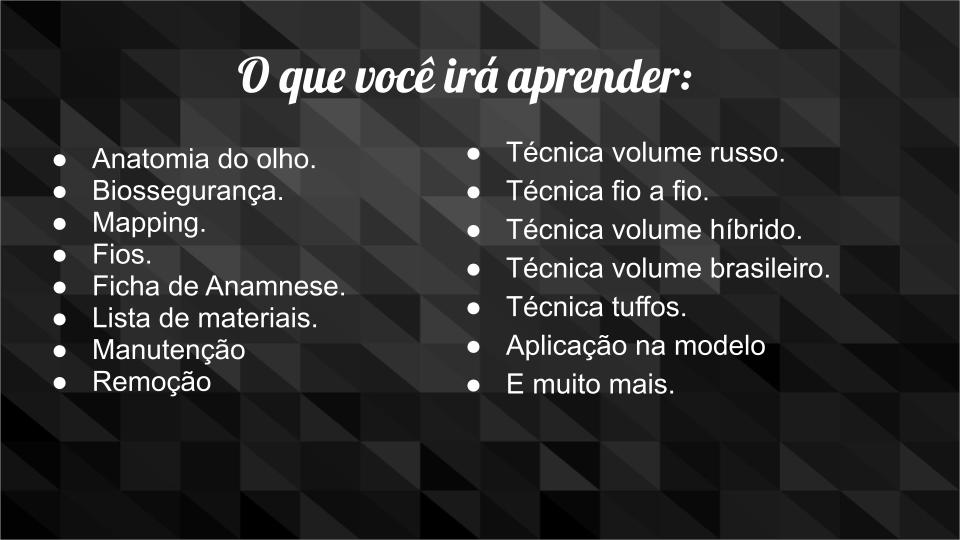 O que você irá aprender:
● Anatomia do olho.
● Biossegurança.
● Mapping.
● Fios.
● Ficha de Anamnese.
● Lista de materiais.
● Manutenção
● Remoção
● Técnica volume russo.
● Técnica fio a fio.
● Técnica volume híbrido.
● Técnica volume brasileiro.
● Técnica tuffos.
● Aplicação na modelo
● E muito mais.